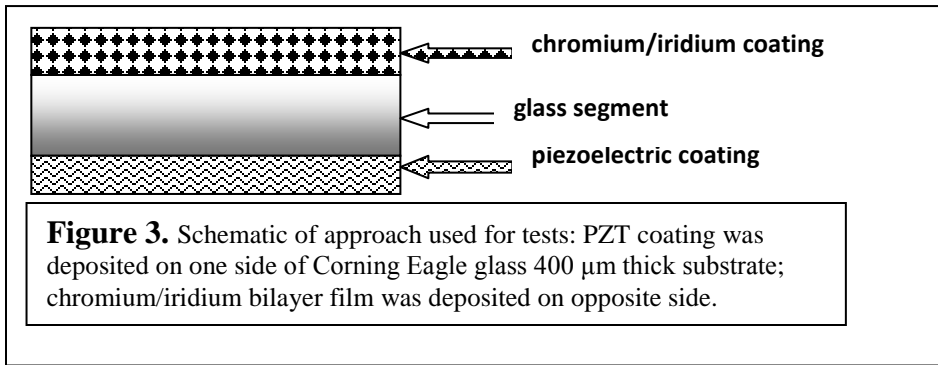 chromium/iridium coating
glass segment
piezoelectric coating
Figure 3. Schematic of approach used for tests: PZT coating was
deposited on one side of Corning Eagle glass 400 μm thick substrate;
chromium/iridium bilayer film was deposited on opposite side.